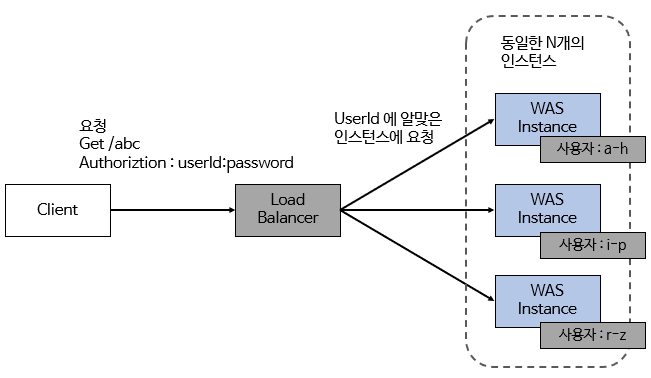 동일한 N개의
인스턴스
요청
Get /abc
Authoriztion : userId:password
UserId 에 알맞은
인스턴스에 요청
Client
Load
Balancer
WAS
Instance
사용자 : a-h
WAS
Instance
사용자 : i-p
WAS
Instance
사용자 : r-z